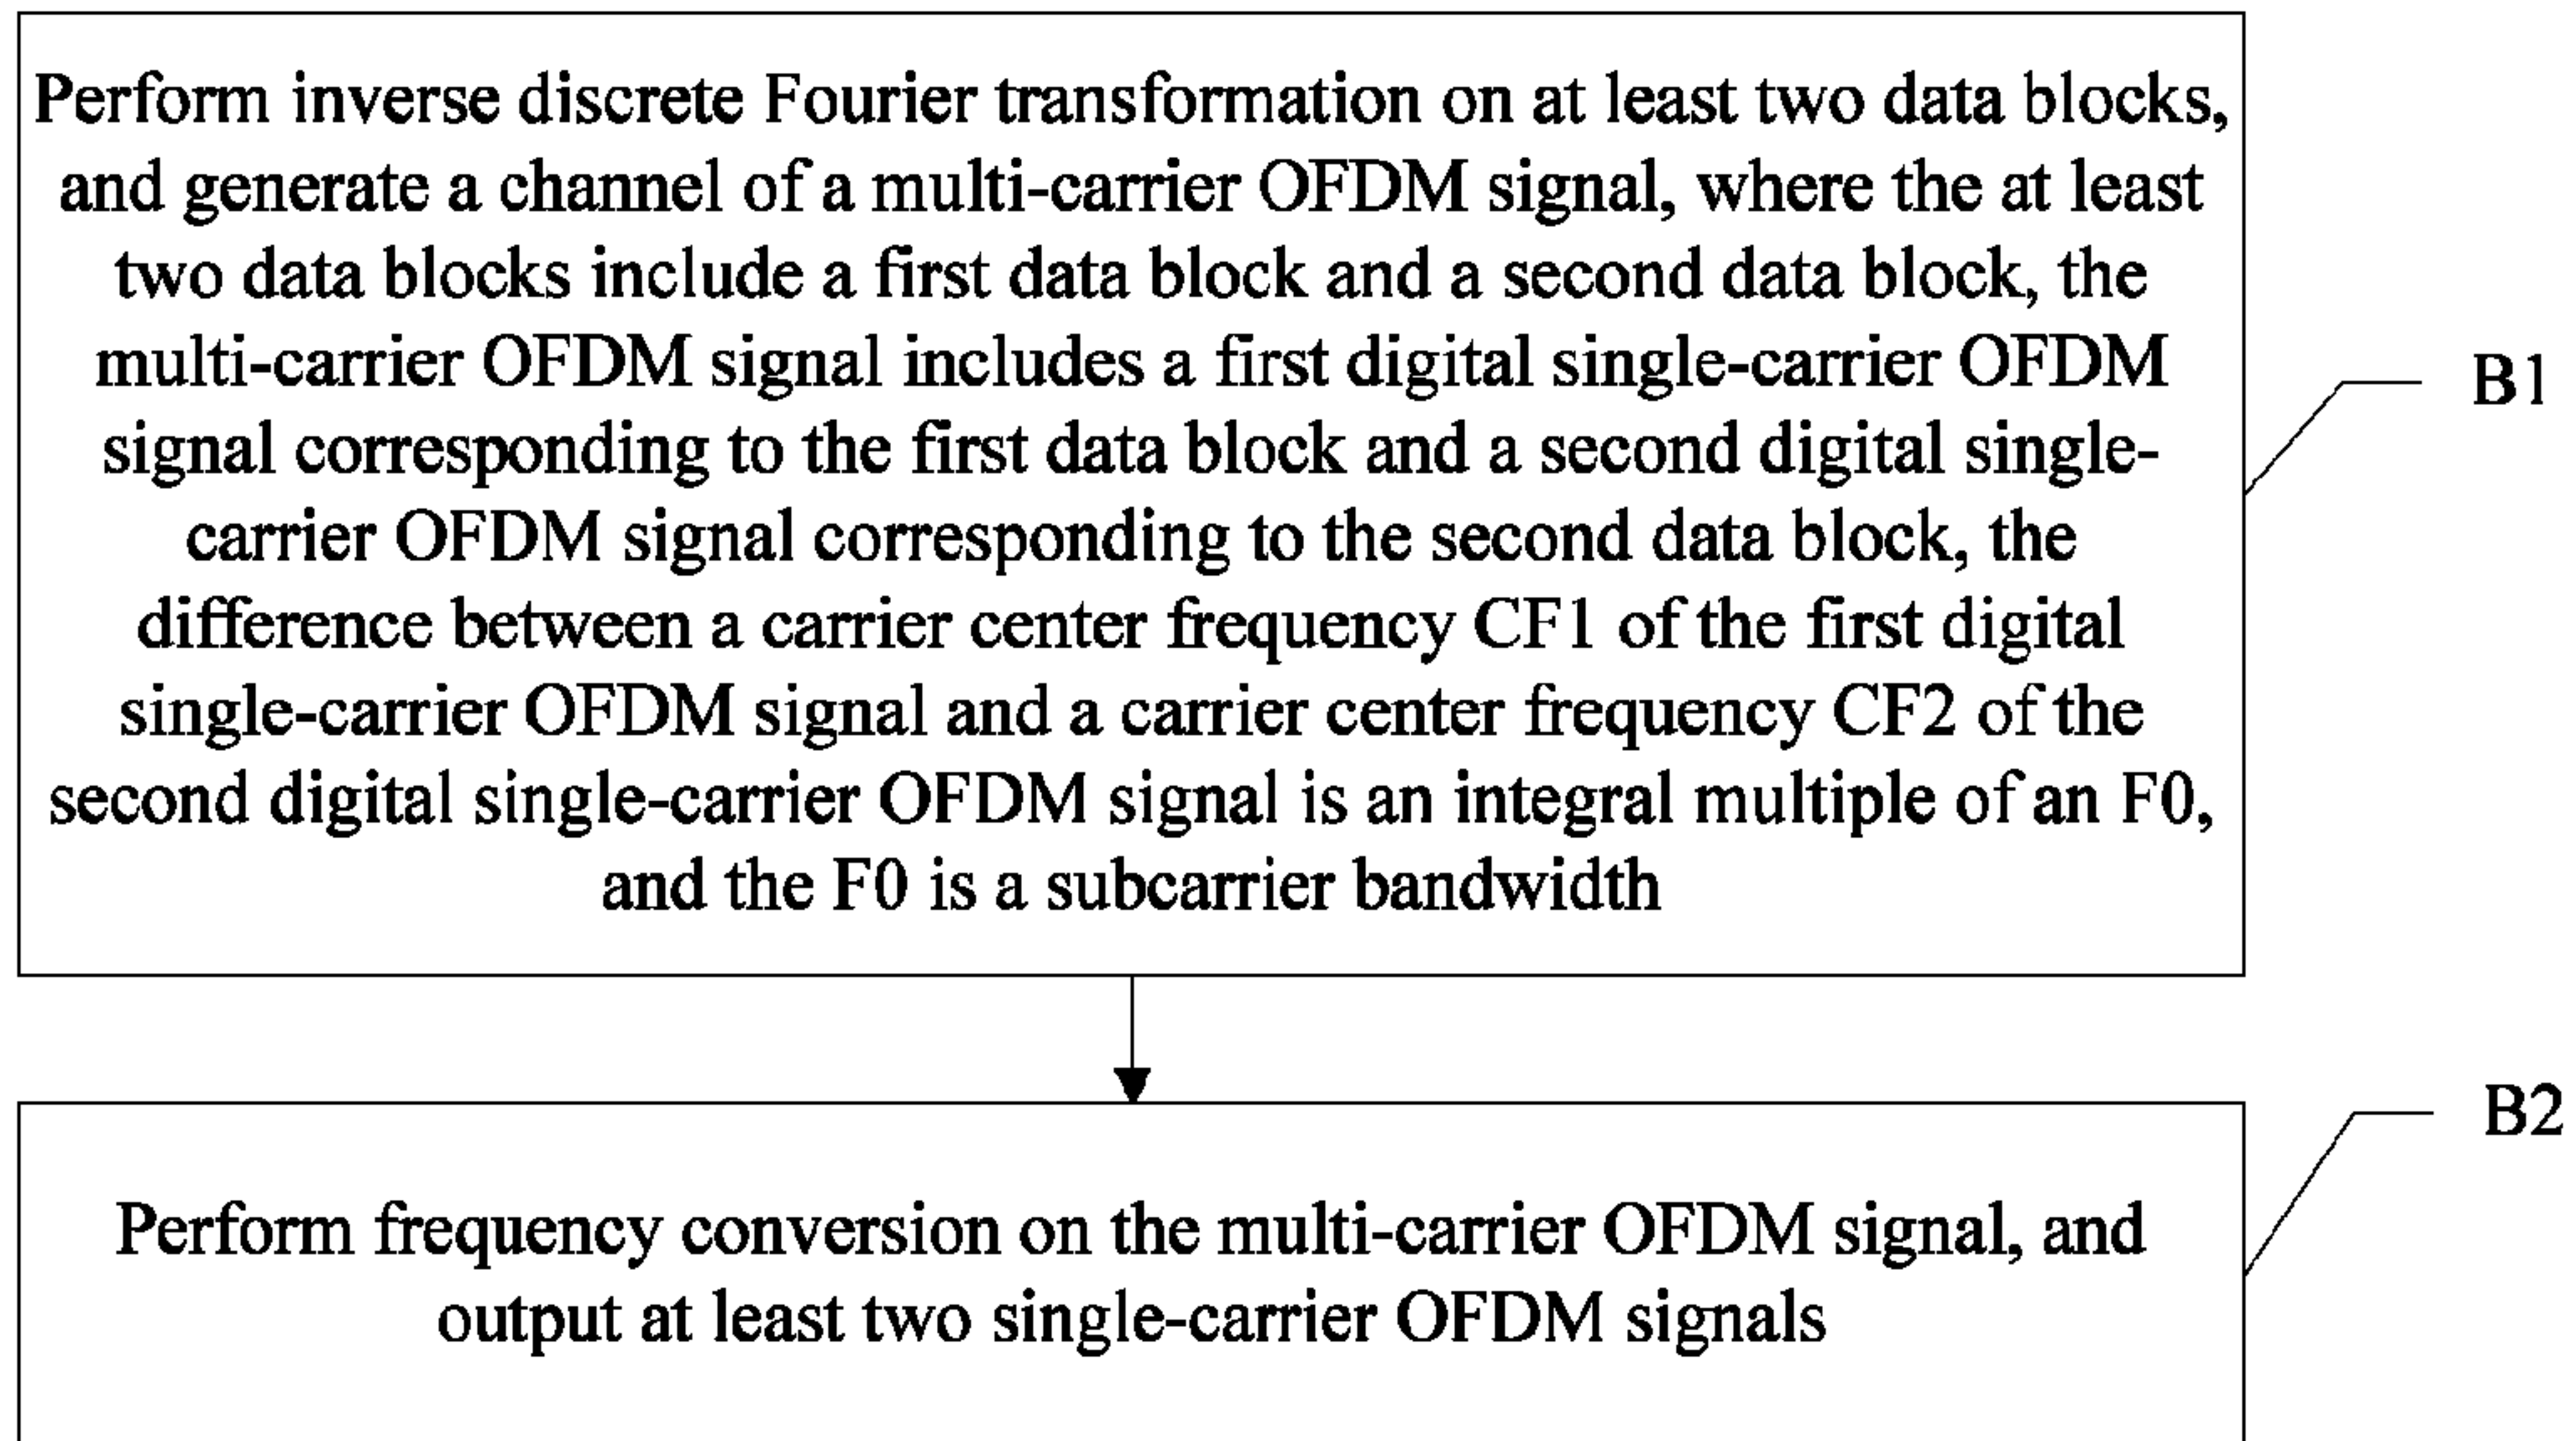 Perform inverse discrete Fourier transformation on at least two data blocks,
and generate a channel of a multi-carrier OFDM signal, where the at least
two data blocks include a first data block and a second data block, the
multi-carrier OFDM signal includes a first digital single-carrier OFDM
signal corresponding to the first data block and a second digital single-
carrier OFDM signal corresponding to the second data block, the
difference between a carrier center frequency CF1 of the first digital
single-carrier OFDM signal and a carrier center frequency CF2 of the
second digital single-carrier OFDM signal is an integral multiple of an F0,
and the F0 is a subcarrier bandwidth
B1
B2
Perform frequency conversion on the multi-carrier OFDM signal, and
output at least two single-carrier OFDM signals